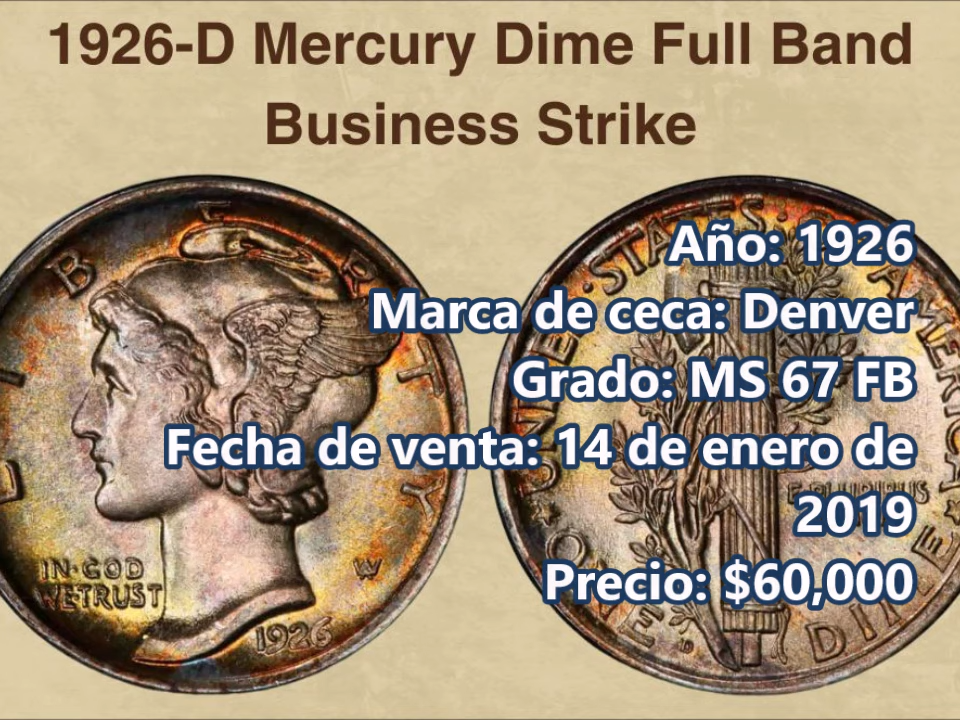 1926-D Mercury Dime Full Band
Business Strike
Año: 1926
Marca de ceca: Denver
Grado: MS 67 FB
Fecha de venta: 14 de enero de
2019
Precio: $60,000
LIBERTY
IN·GOD
WE TRUST
W
1926
UNITED·STATES·OF AMERICA
E PLURIBUS
ONE DIME